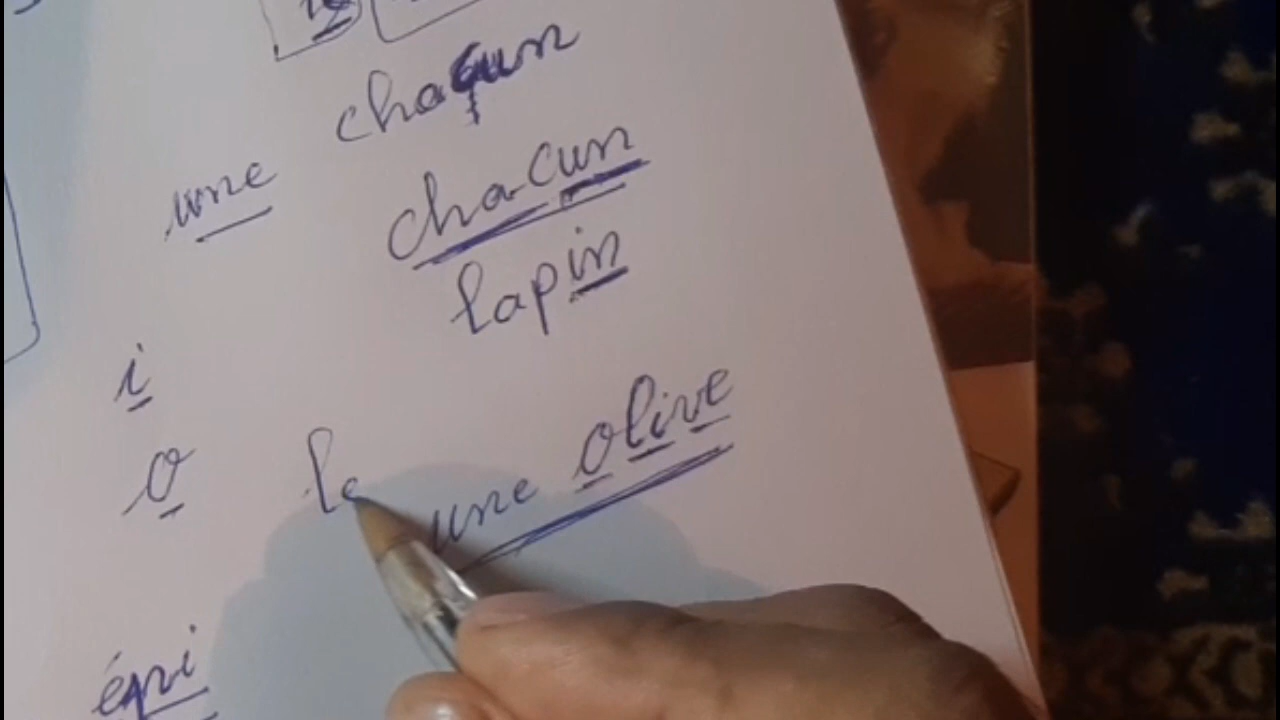 chacun
une chacun
lapin
i
o le une olive
épi